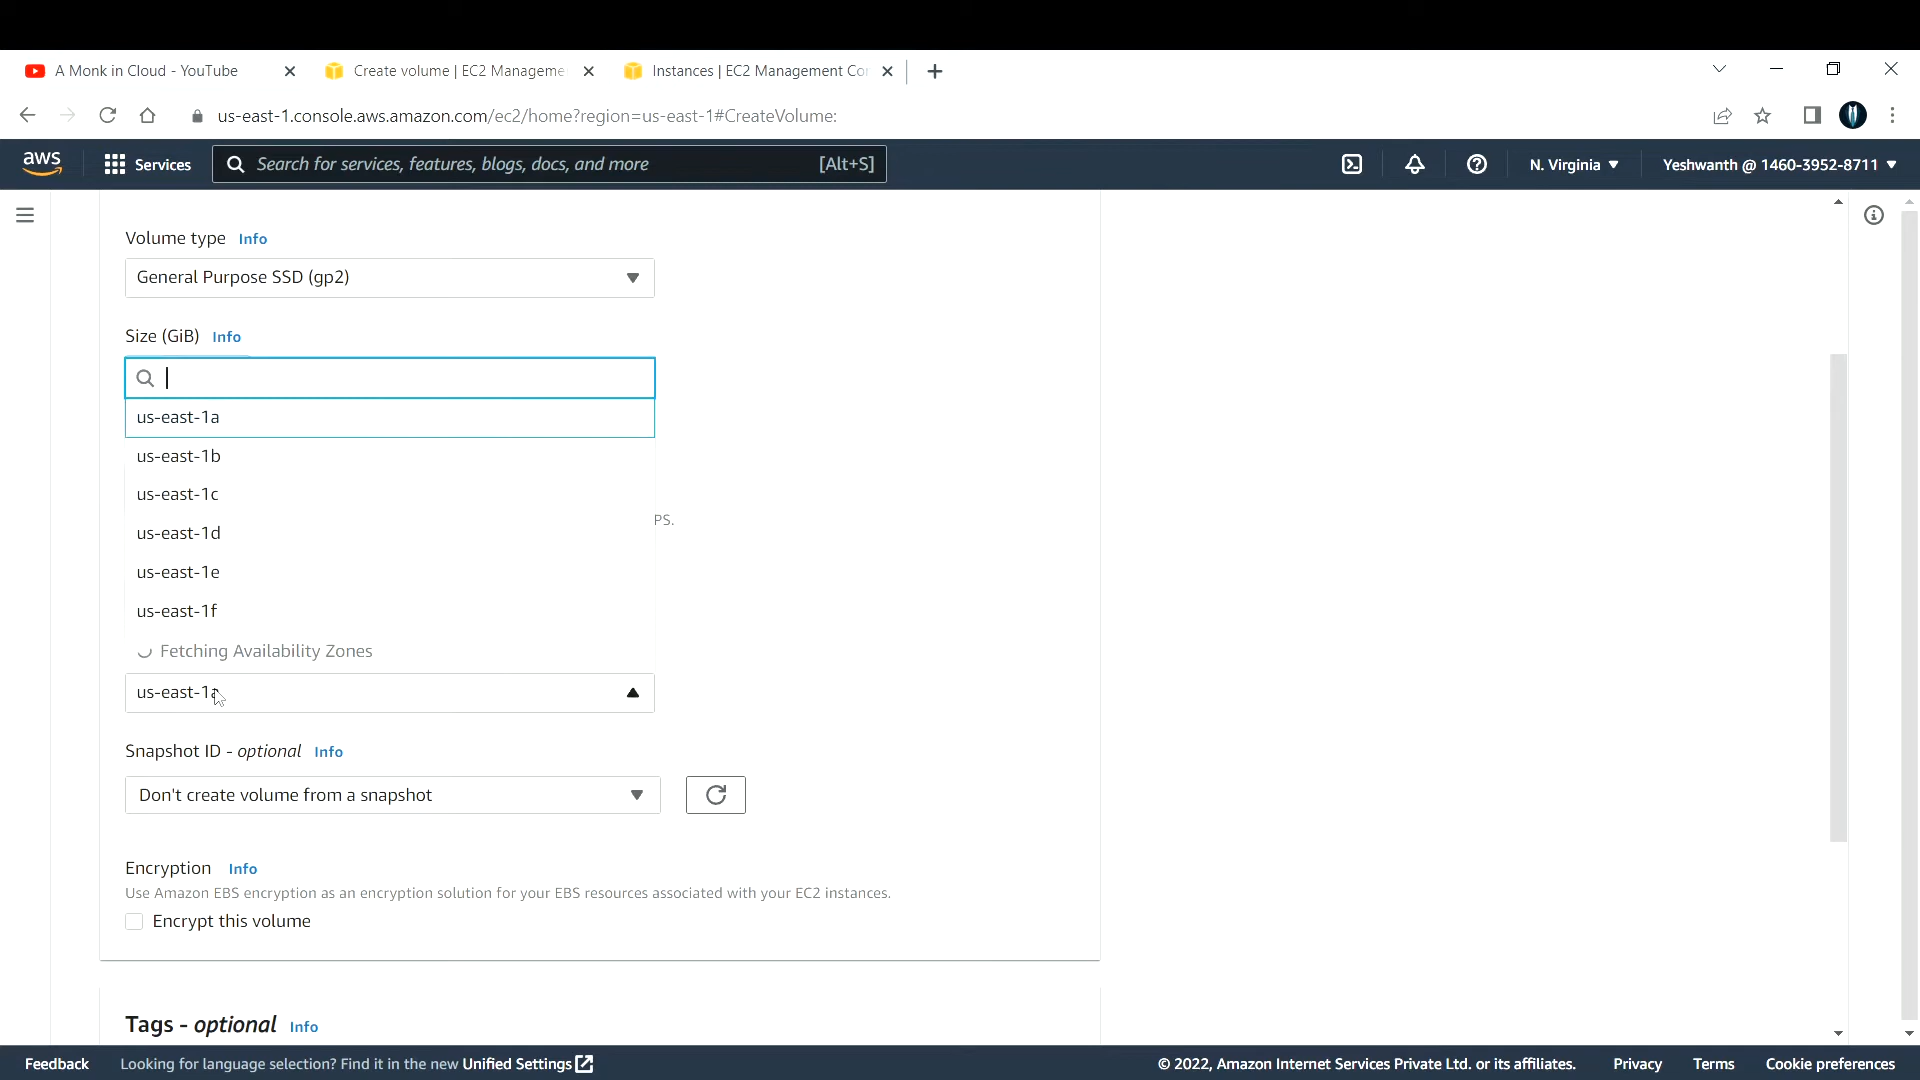 A Monk in Cloud - YouTube
Create volume | EC2 Manageme
Instances | EC2 Management Co
us-east-1.console.aws.amazon.com/ec2/home?region=us-east-1#CreateVolume:
aws
Services
Search for services, features, blogs, docs, and more
[Alt+S]
N. Virginia
Yeshwanth @ 1460-3952-8711
Volume type Info
General Purpose SSD (gp2)
Size (GiB) Info
us-east-1a
us-east-1b
us-east-1c
PS.
us-east-1d
us-east-1e
us-east-1f
Fetching Availability Zones
us-east-1a
Snapshot ID - optional Info
Don't create volume from a snapshot
Encryption Info
Use Amazon EBS encryption as an encryption solution for your EBS resources associated with your EC2 instances.
Encrypt this volume
Tags - optional Info
Feedback
Looking for language selection? Find it in the new Unified Settings
© 2022, Amazon Internet Services Private Ltd. or its affiliates.
Privacy
Terms
Cookie preferences